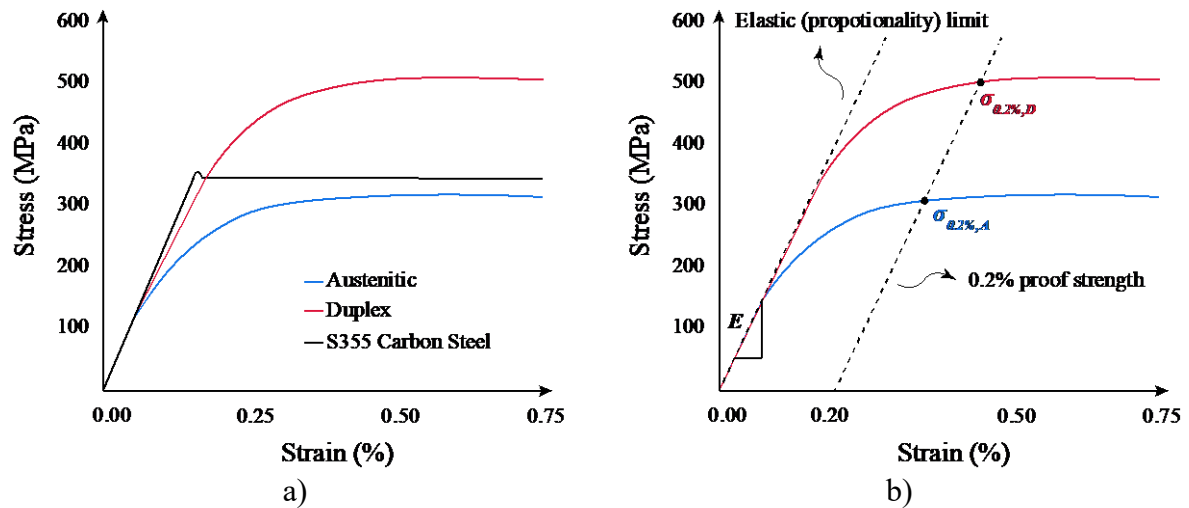 600
500
400
300
200
100
Stress (MPa)
0.00
0.25
0.50
0.75
Strain (%)
Austenitic
Duplex
S355 Carbon Steel
a)
600
500
400
300
200
100
Stress (MPa)
Elastic (propotionality) limit
σ0.2%,D
σ0.2%,A
0.2% proof strength
E
0.00
0.20
0.50
0.75
Strain (%)
b)